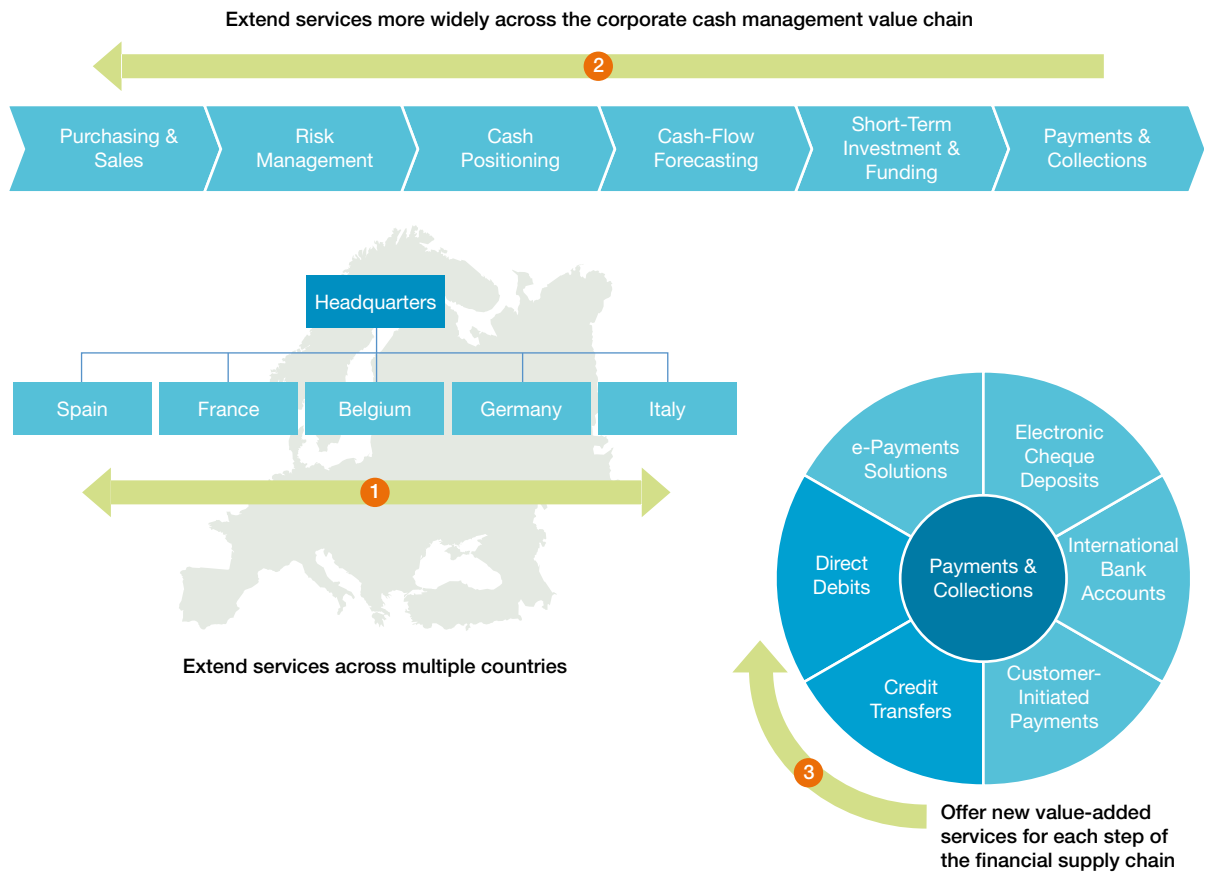 Extend services more widely across the corporate cash management value chain
2
Purchasing &
Sales
Risk
Management
Cash
Positioning
Cash-Flow
Forecasting
Short-Term
Investment &
Funding
Payments &
Collections
Headquarters
Spain
France
Belgium
Germany
Italy
1
Extend services across multiple countries
e-Payments
Solutions
Electronic
Cheque
Deposits
Direct
Debits
Payments &
Collections
International
Bank
Accounts
Credit
Transfers
Customer-
Initiated
Payments
3
Offer new value-added
services for each step of
the financial supply chain